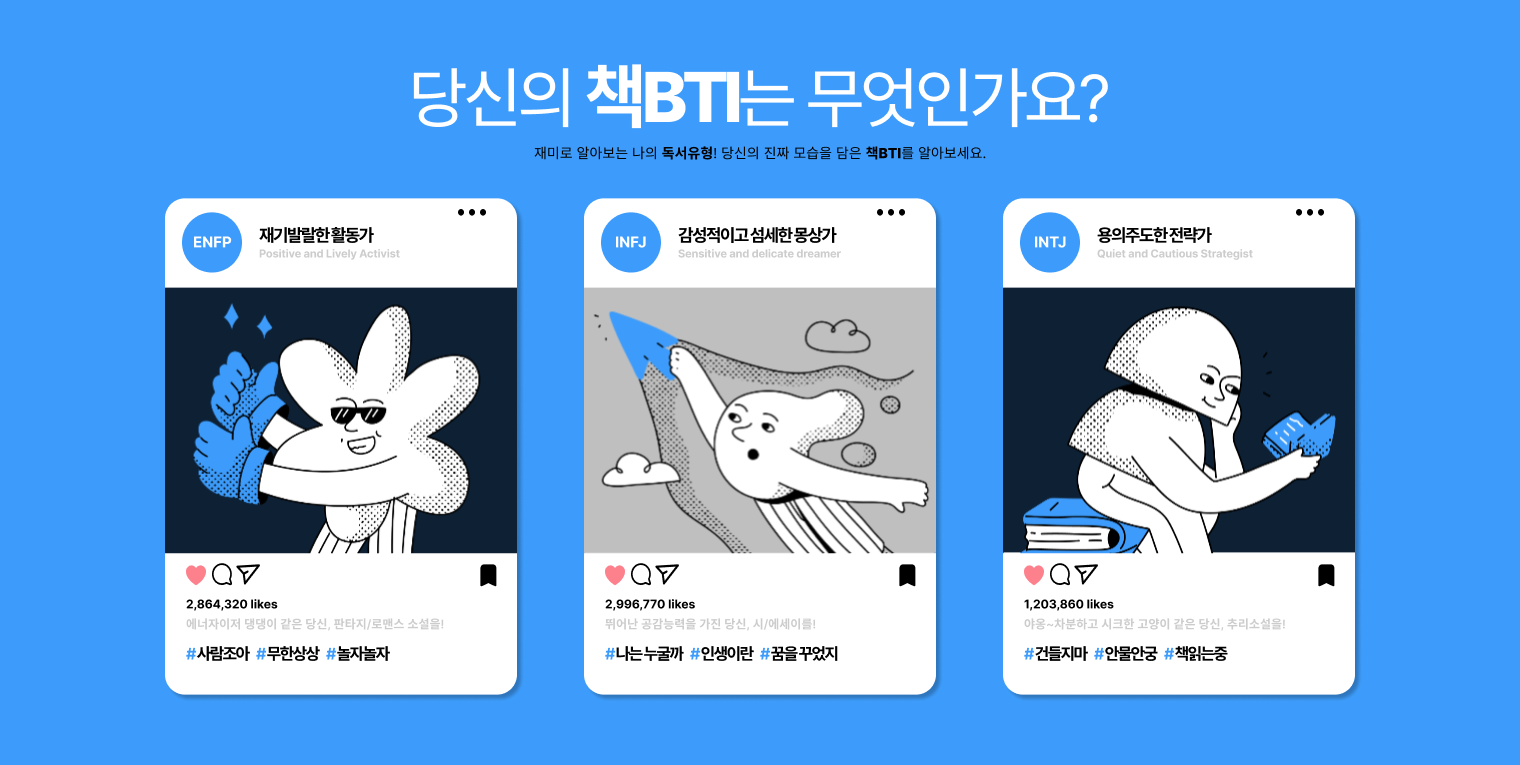 당신의 책BTI는 무엇인가요?
재미로 알아보는 나의 독서유형! 당신의 진짜 모습을 담은 책BTI를 알아보세요.
ENFP
재기발랄한 활동가
Positive and Lively Activist
2,864,320 likes
에너자이저 댕댕이 같은 당신, 판타지/로맨스 소설을!
#사람조아 #무한상상 #놀자놀자
INFJ
감성적이고 섬세한 몽상가
Sensitive and delicate dreamer
2,996,770 likes
뛰어난 공감능력을 가진 당신, 시/에세이를!
#나는 누굴까 #인생이란 #꿈을 꾸었지
INTJ
용의주도한 전략가
Quiet and Cautious Strategist
1,203,860 likes
야옹~차분하고 시크한 고양이 같은 당신, 추리소설을!
#건들지마 #안물안궁 #책읽는중